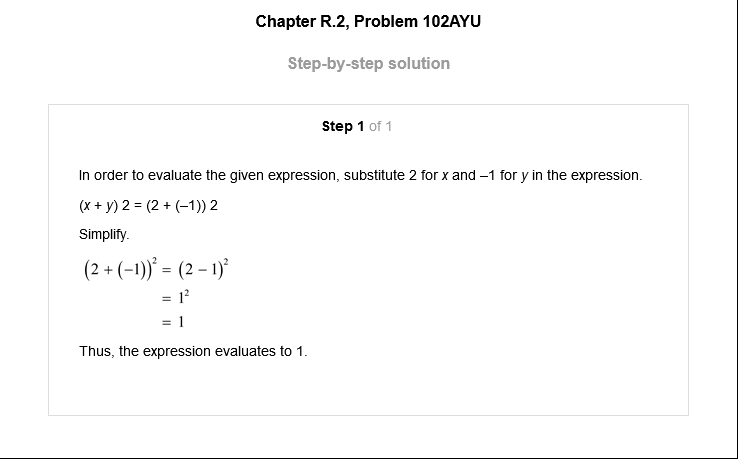 Chapter R.2, Problem 102AYU
Step-by-step solution
Step 1 of 1
In order to evaluate the given expression, substitute 2 for x and –1 for y in the expression.
(x + y) 2 = (2 + (–1)) 2
Simplify.
(2 + (−1))² = (2 − 1)²
= 1²
= 1
Thus, the expression evaluates to 1.